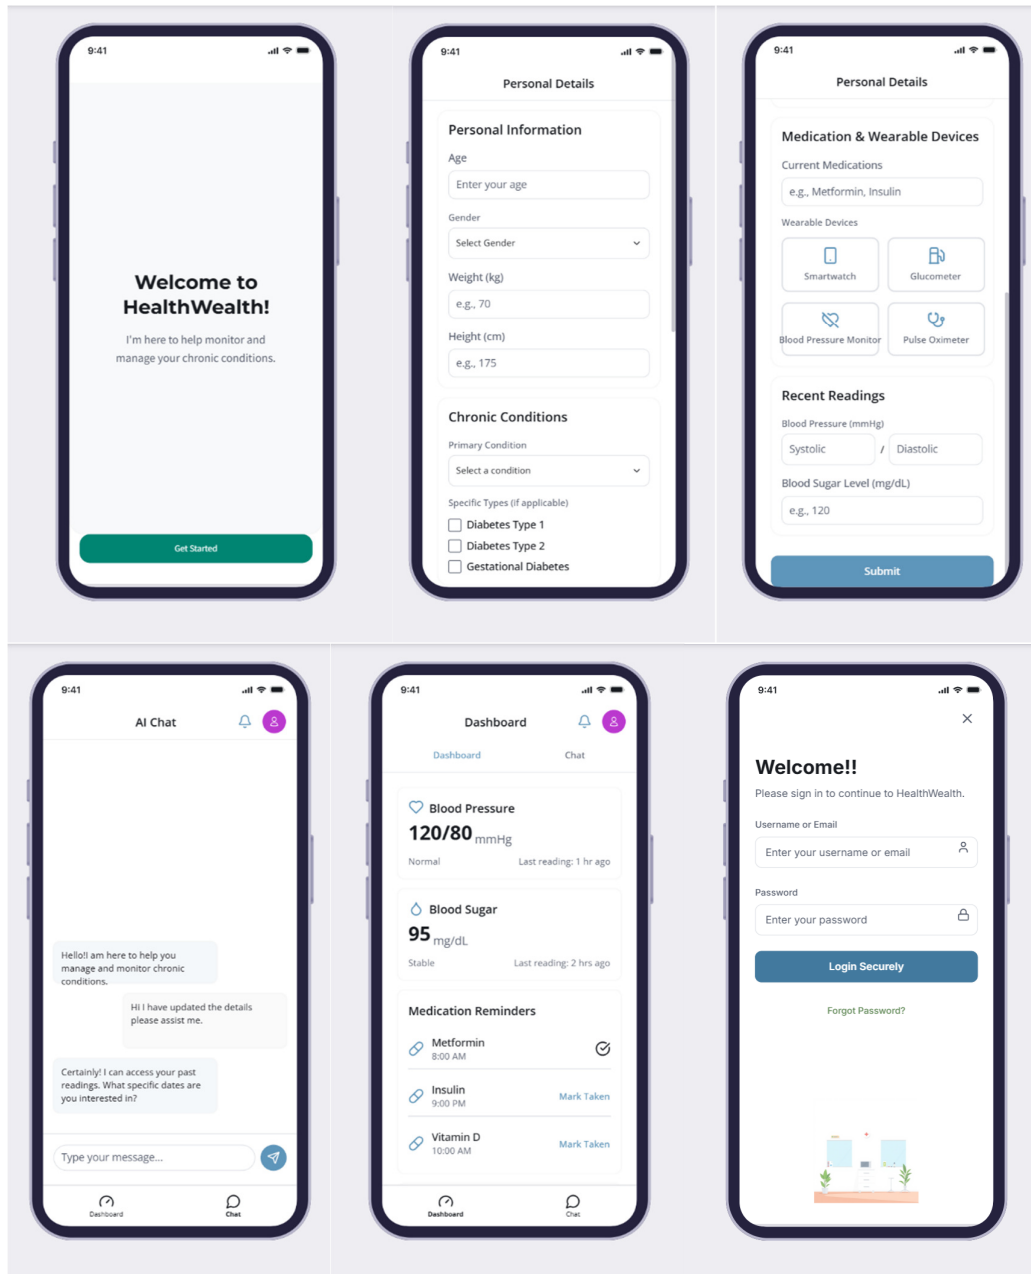 9:41
Welcome to
HealthWealth!
I'm here to help monitor and
manage your chronic conditions.
Get Started
9:41
Personal Details
Personal Information
Age
Enter your age
Gender
Select Gender
Weight (kg)
e.g., 70
Height (cm)
e.g., 175
Chronic Conditions
Primary Condition
Select a condition
Specific Types (if applicable)
Diabetes Type 1
Diabetes Type 2
Gestational Diabetes
9:41
Personal Details
Medication & Wearable Devices
Current Medications
e.g., Metformin, Insulin
Wearable Devices
Smartwatch
Glucometer
Blood Pressure Monitor
Pulse Oximeter
Recent Readings
Blood Pressure (mmHg)
Systolic / Diastolic
Blood Sugar Level (mg/dL)
e.g., 120
Submit
9:41
AI Chat
Hello!I am here to help you
manage and monitor chronic
conditions.
Hi I have updated the details
please assist me.
Certainly! I can access your past
readings. What specific dates are
you interested in?
Type your message...
Dashboard
Chat
9:41
Dashboard
Dashboard
Chat
Blood Pressure
120/80 mmHg
Normal
Last reading: 1 hr ago
Blood Sugar
95 mg/dL
Stable
Last reading: 2 hrs ago
Medication Reminders
Metformin
8:00 AM
Insulin
9:00 PM
Mark Taken
Vitamin D
10:00 AM
Mark Taken
Dashboard
Chat
9:41
Welcome!!
Please sign in to continue to HealthWealth.
Username or Email
Enter your username or email
Password
Enter your password
Login Securely
Forgot Password?